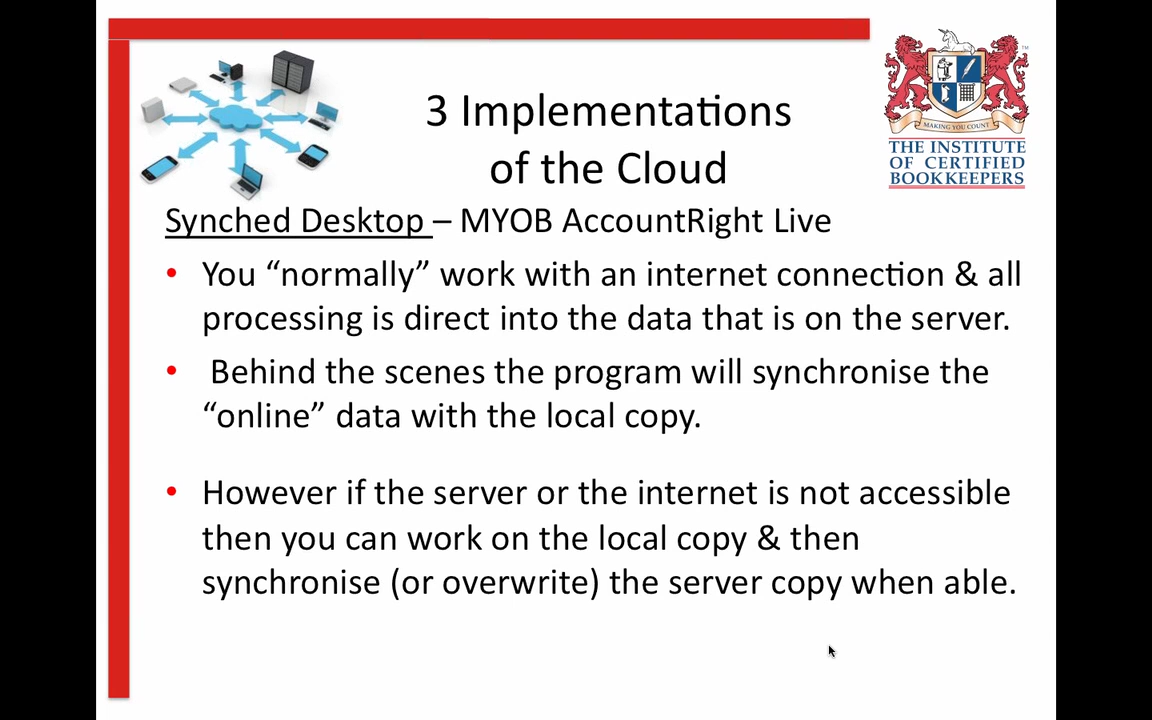 3 Implementations
of the Cloud
MAKING YOU COUNT
TM
THE INSTITUTE
OF CERTIFIED
BOOKKEEPERS
Synched Desktop – MYOB AccountRight Live
• You “normally” work with an internet connection & all
processing is direct into the data that is on the server.
• Behind the scenes the program will synchronise the
“online” data with the local copy.
• However if the server or the internet is not accessible
then you can work on the local copy & then
synchronise (or overwrite) the server copy when able.